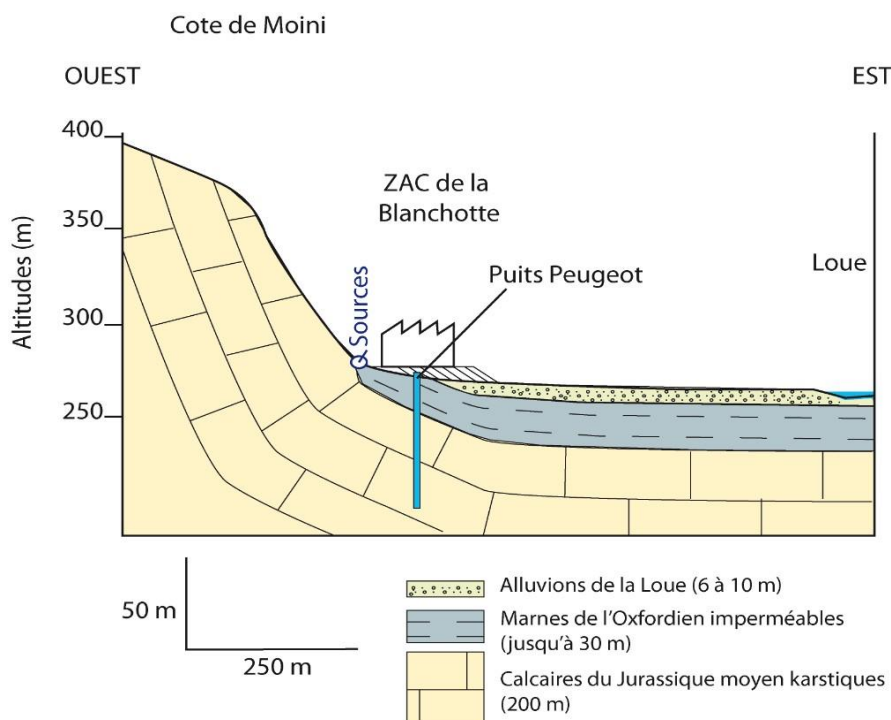 Cote de Moini
OUEST
EST
400
350
300
250
Altitudes (m)
ZAC de la
Blanchotte
Puits Peugeot
Loue
Sources
50 m
250 m
Alluvions de la Loue (6 à 10 m)
Marnes de l'Oxfordien imperméables
(jusqu'à 30 m)
Calcaires du Jurassique moyen karstiques
(200 m)